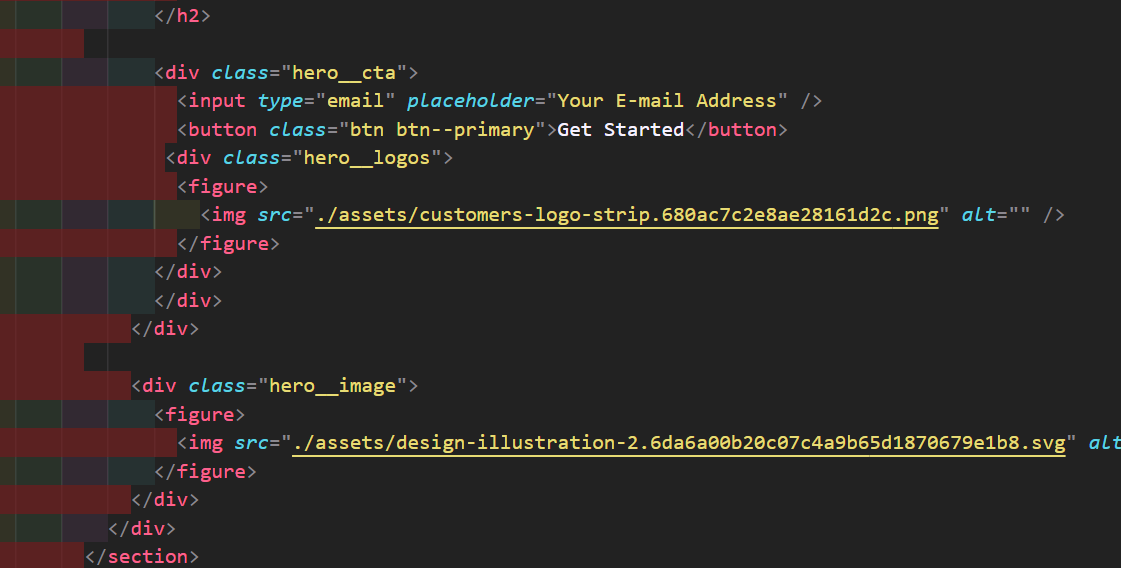 </h2>
<div class="hero__cta">
<input type="email" placeholder="Your E-mail Address" />
<button class="btn btn--primary">Get Started</button>
<div class="hero__logos">
<figure>
<img src="./assets/customers-logo-strip.680ac7c2e8ae28161d2c.png" alt="" />
</figure>
</div>
</div>
</div>
<div class="hero__image">
<figure>
<img src="./assets/design-illustration-2.6da6a00b20c07c4a9b65d1870679e1b8.svg" alt
</figure>
</div>
</div>
</section>